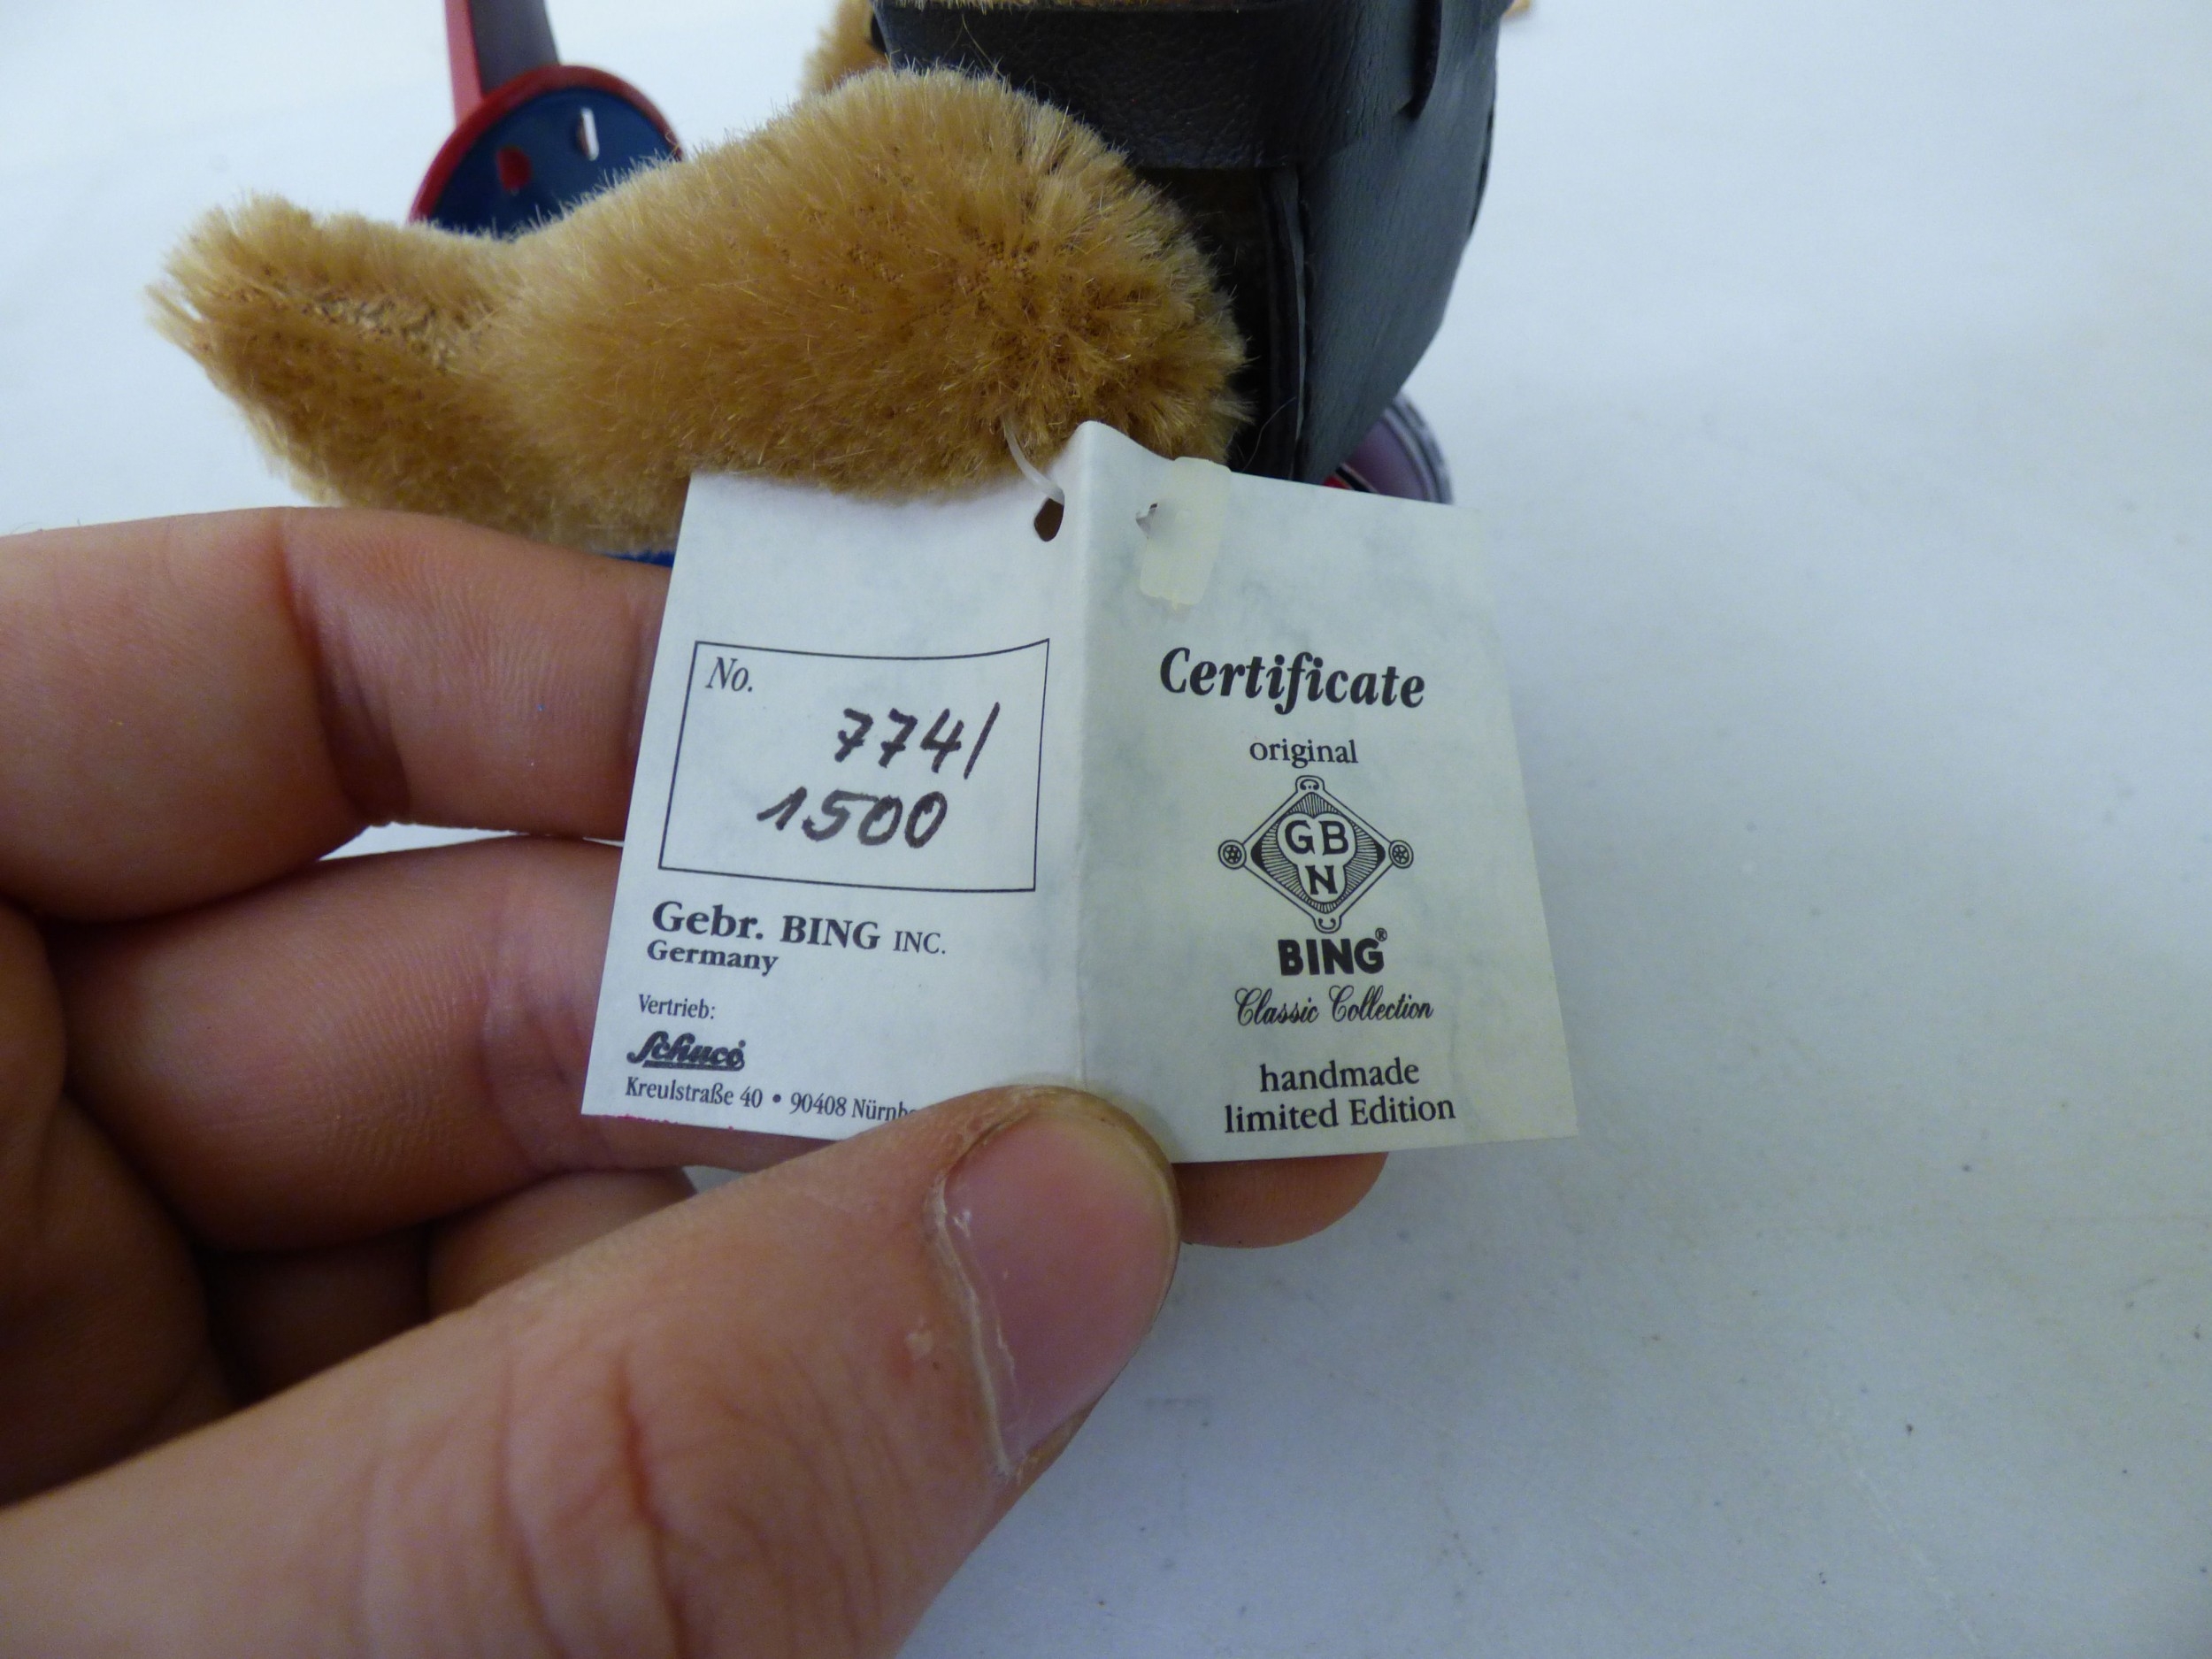 No.
774/
1500
Gebr. BING INC.
Germany
Vertrieb:
Schuco
Kreulstraße 40 • 90408
Certificate
original
GB
N
BING®
Classic Collection
handmade
limited Edition